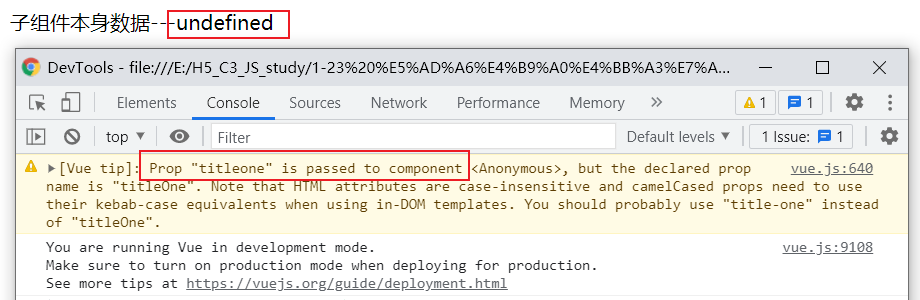 子组件本身数据---undefined
DevTools - file:///E:/H5_C3_JS_study/1-23%20%E5%AD%A6%E4%B9%A0%E4%BB%A3%E7%A...
Elements Console Sources Network Performance Memory » 1 1
top ▼ Filter Default levels ▼ 1 Issue: 1
▶[Vue tip]: Prop "titleone" is passed to component <Anonymous>, but the declared prop vue.js:640
name is "titleOne". Note that HTML attributes are case-insensitive and camelCased props need to use
their kebab-case equivalents when using in-DOM templates. You should probably use "title-one" instead
of "titleOne".
You are running Vue in development mode. vue.js:9108
Make sure to turn on production mode when deploying for production.
See more tips at https://vuejs.org/guide/deployment.html